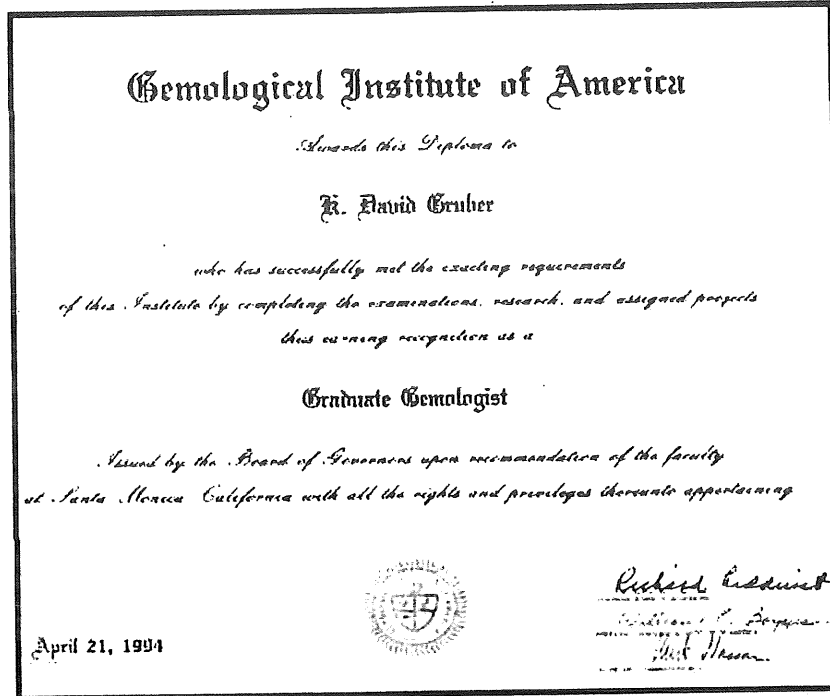 Gemological Institute of America
Awards this Diploma to
K. David Gruber
who has successfully met the exacting requirements
of this Institute by completing the examinations, research, and assigned projects
thus earning recognition as a
Graduate Gemologist
Issued by the Board of Governors upon recommendation of the faculty
at Santa Monica California with all the rights and privileges thereunto appertaining
Richard
April 21, 1994